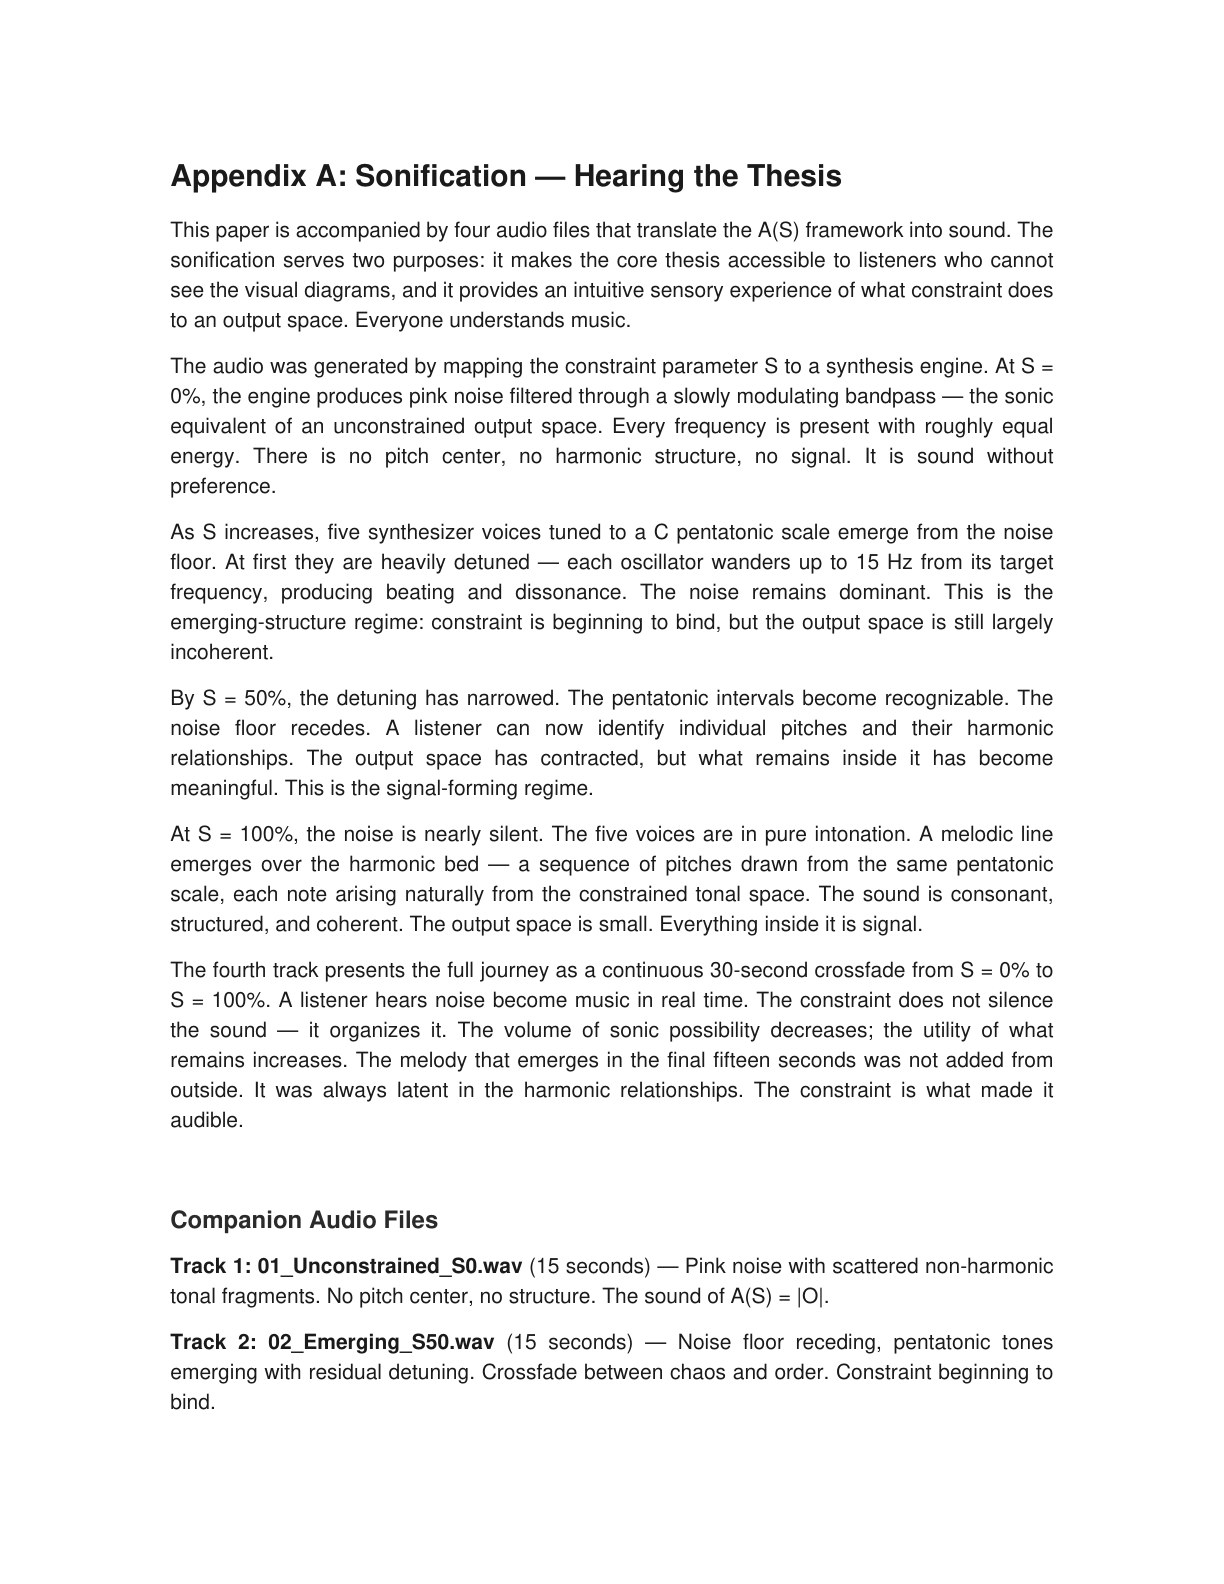 Appendix A: Sonification — Hearing the Thesis
This paper is accompanied by four audio files that translate the A(S) framework into sound. The
sonification serves two purposes: it makes the core thesis accessible to listeners who cannot
see the visual diagrams, and it provides an intuitive sensory experience of what constraint does
to an output space. Everyone understands music.
The audio was generated by mapping the constraint parameter S to a synthesis engine. At S =
0%, the engine produces pink noise filtered through a slowly modulating bandpass — the sonic
equivalent of an unconstrained output space. Every frequency is present with roughly equal
energy. There is no pitch center, no harmonic structure, no signal. It is sound without
preference.
As S increases, five synthesizer voices tuned to a C pentatonic scale emerge from the noise
floor. At first they are heavily detuned — each oscillator wanders up to 15 Hz from its target
frequency, producing beating and dissonance. The noise remains dominant. This is the
emerging-structure regime: constraint is beginning to bind, but the output space is still largely
incoherent.
By S = 50%, the detuning has narrowed. The pentatonic intervals become recognizable. The
noise floor recedes. A listener can now identify individual pitches and their harmonic
relationships. The output space has contracted, but what remains inside it has become
meaningful. This is the signal-forming regime.
At S = 100%, the noise is nearly silent. The five voices are in pure intonation. A melodic line
emerges over the harmonic bed — a sequence of pitches drawn from the same pentatonic
scale, each note arising naturally from the constrained tonal space. The sound is consonant,
structured, and coherent. The output space is small. Everything inside it is signal.
The fourth track presents the full journey as a continuous 30-second crossfade from S = 0% to
S = 100%. A listener hears noise become music in real time. The constraint does not silence
the sound — it organizes it. The volume of sonic possibility decreases; the utility of what
remains increases. The melody that emerges in the final fifteen seconds was not added from
outside. It was always latent in the harmonic relationships. The constraint is what made it
audible.
Companion Audio Files
Track 1: 01_Unconstrained_S0.wav (15 seconds) — Pink noise with scattered non-harmonic
tonal fragments. No pitch center, no structure. The sound of A(S) = |O|.
Track 2: 02_Emerging_S50.wav (15 seconds) — Noise floor receding, pentatonic tones
emerging with residual detuning. Crossfade between chaos and order. Constraint beginning to
bind.